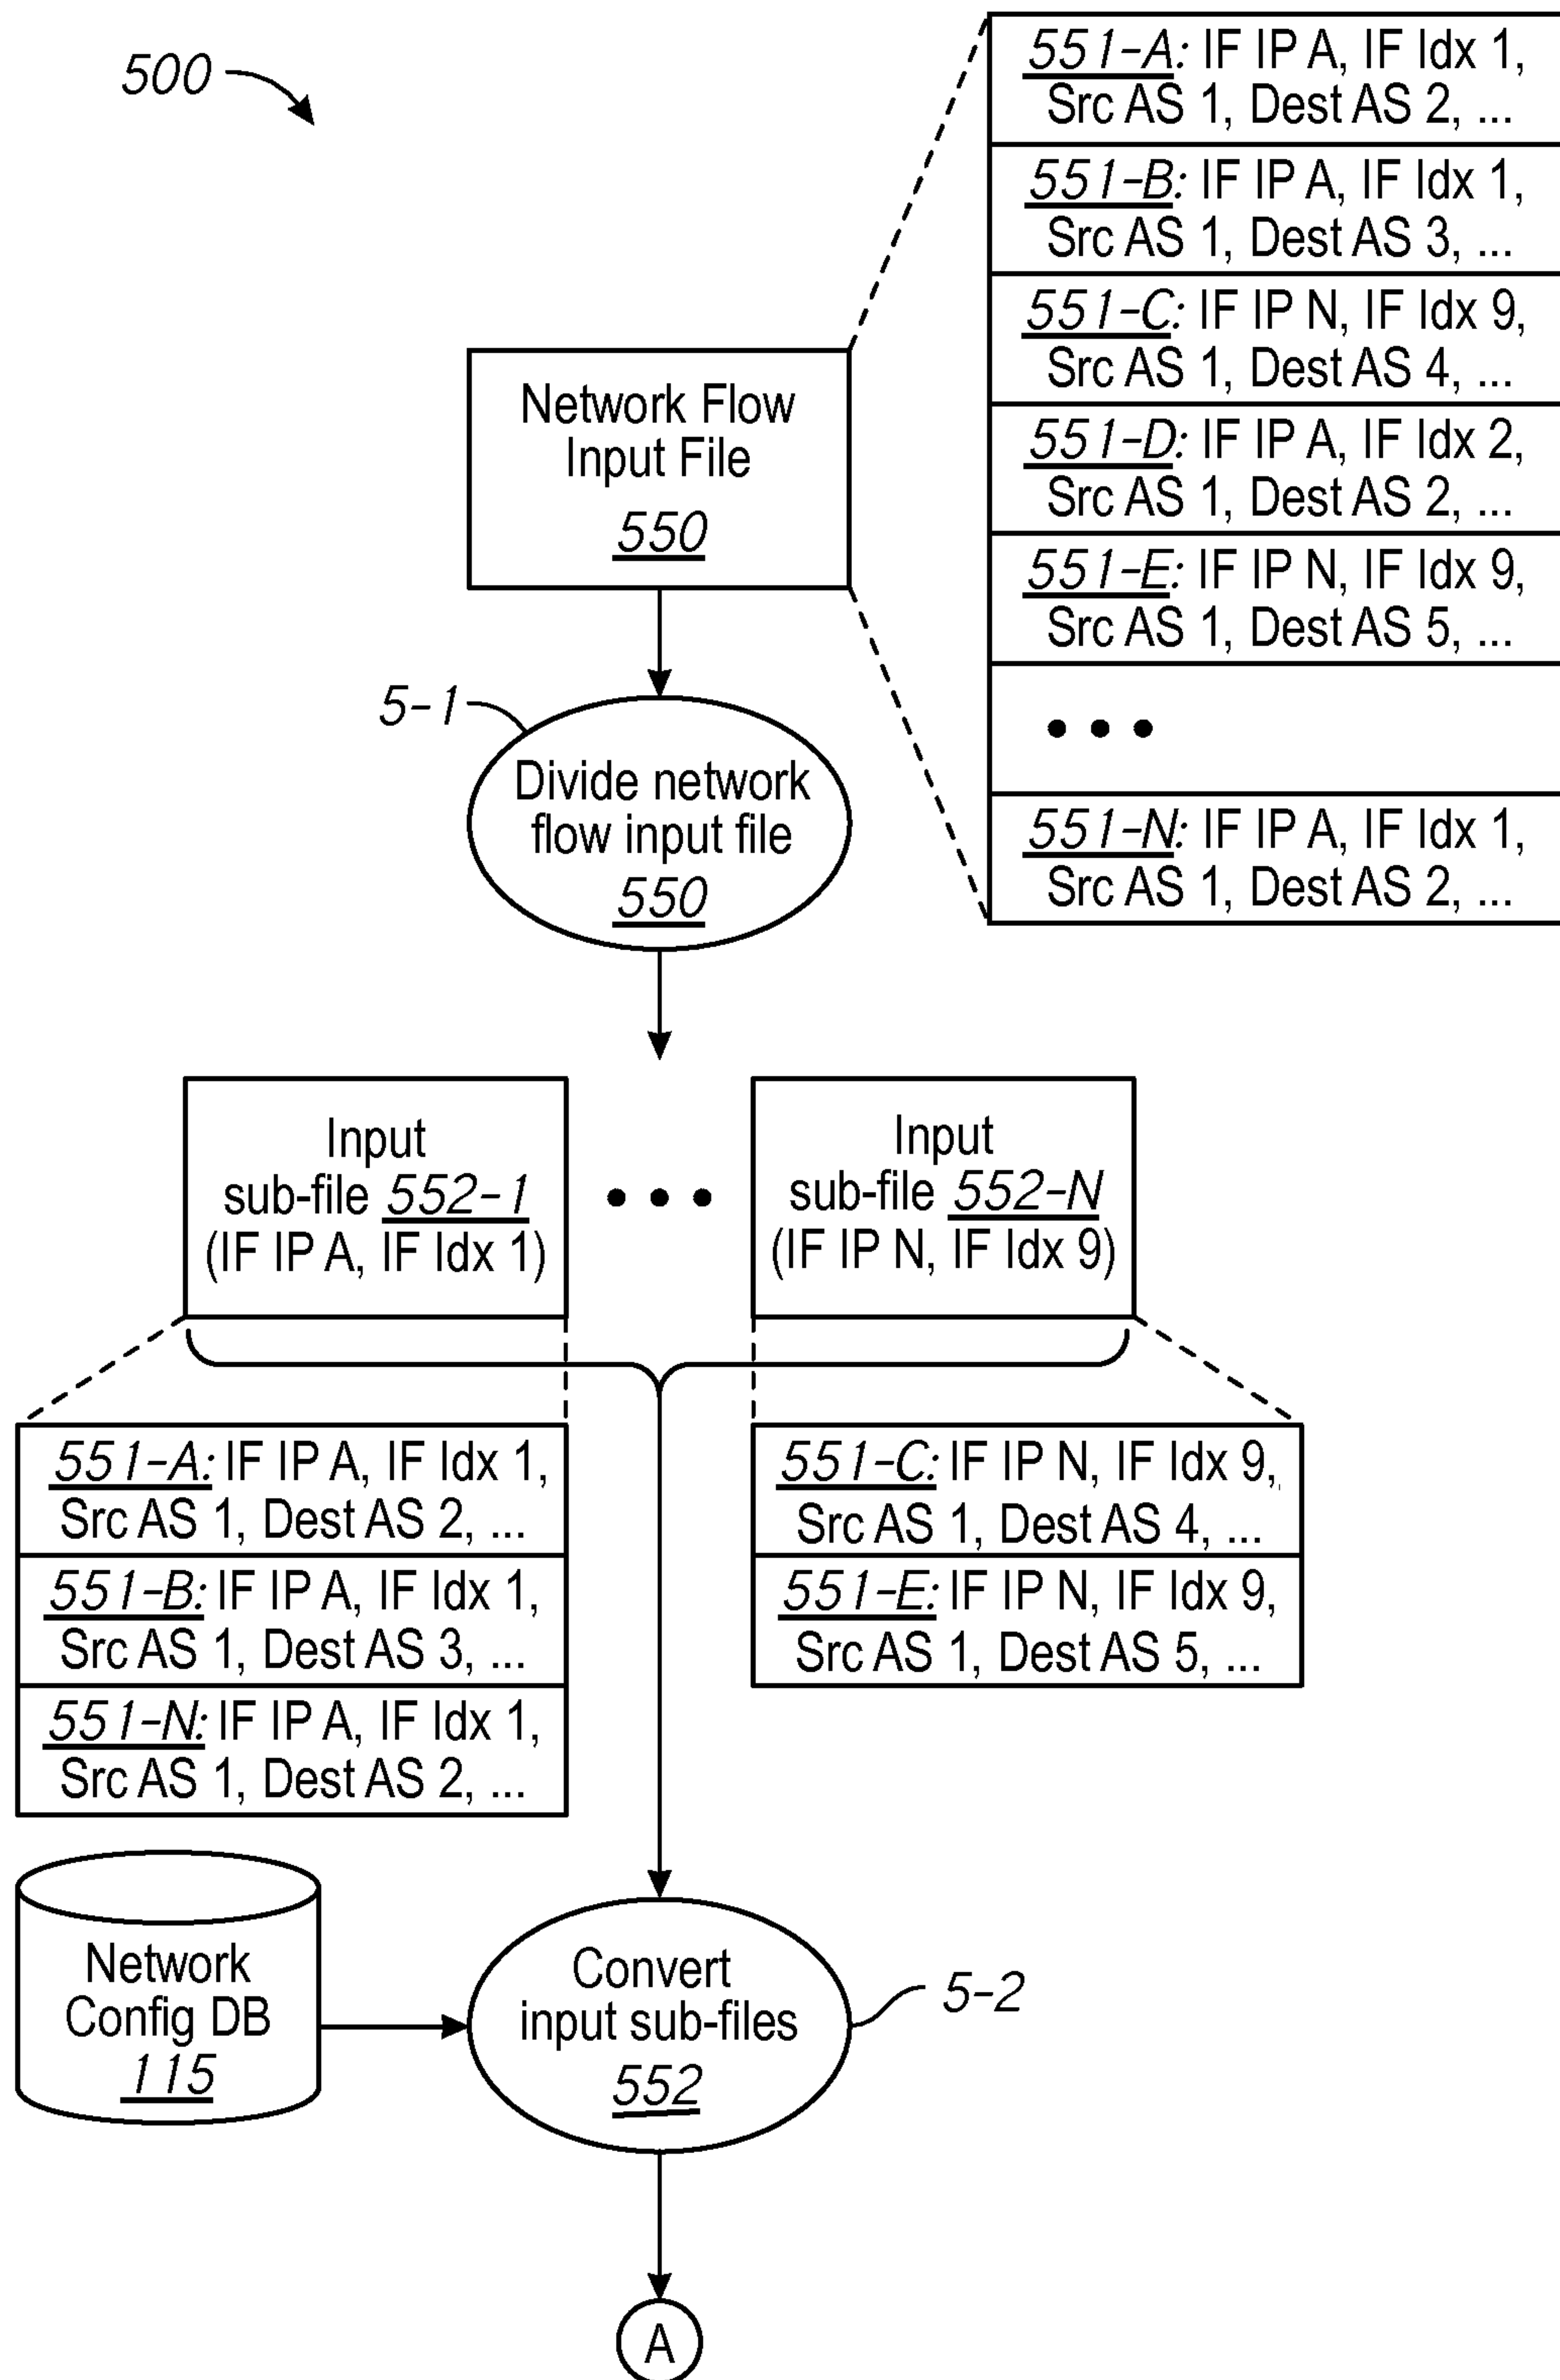 500
551-A: IF IP A, IF Idx 1,
Src AS 1, Dest AS 2, ...
551-B: IF IP A, IF Idx 1,
Src AS 1, Dest AS 3, ...
551-C: IF IP N, IF Idx 9,
Src AS 1, Dest AS 4, ...
551-D: IF IP A, IF Idx 2,
Src AS 1, Dest AS 2, ...
551-E: IF IP N, IF Idx 9,
Src AS 1, Dest AS 5, ...
• • •
551-N: IF IP A, IF Idx 1,
Src AS 1, Dest AS 2, ...
Network Flow
Input File
550
5-1
Divide network
flow input file
550
Input
sub-file 552-1
(IF IP A, IF Idx 1)
• • •
Input
sub-file 552-N
(IF IP N, IF Idx 9)
551-A: IF IP A, IF Idx 1,
Src AS 1, Dest AS 2, ...
551-B: IF IP A, IF Idx 1,
Src AS 1, Dest AS 3, ...
551-N: IF IP A, IF Idx 1,
Src AS 1, Dest AS 2, ...
551-C: IF IP N, IF Idx 9,
Src AS 1, Dest AS 4, ...
551-E: IF IP N, IF Idx 9,
Src AS 1, Dest AS 5, ...
Network
Config DB
115
Convert
input sub-files
552
5-2
A